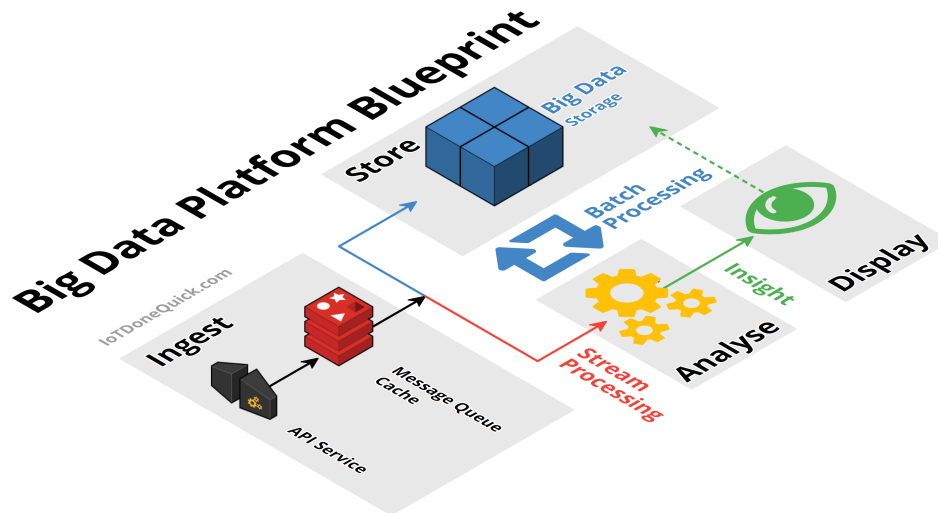 Big Data Platform Blueprint
IoTDoneQuick.com
Store
Big Data
Storage
Batch
Processing
Ingest
Message Queue
Cache
API Service
Stream
Processing
Analyse
Insight
Display